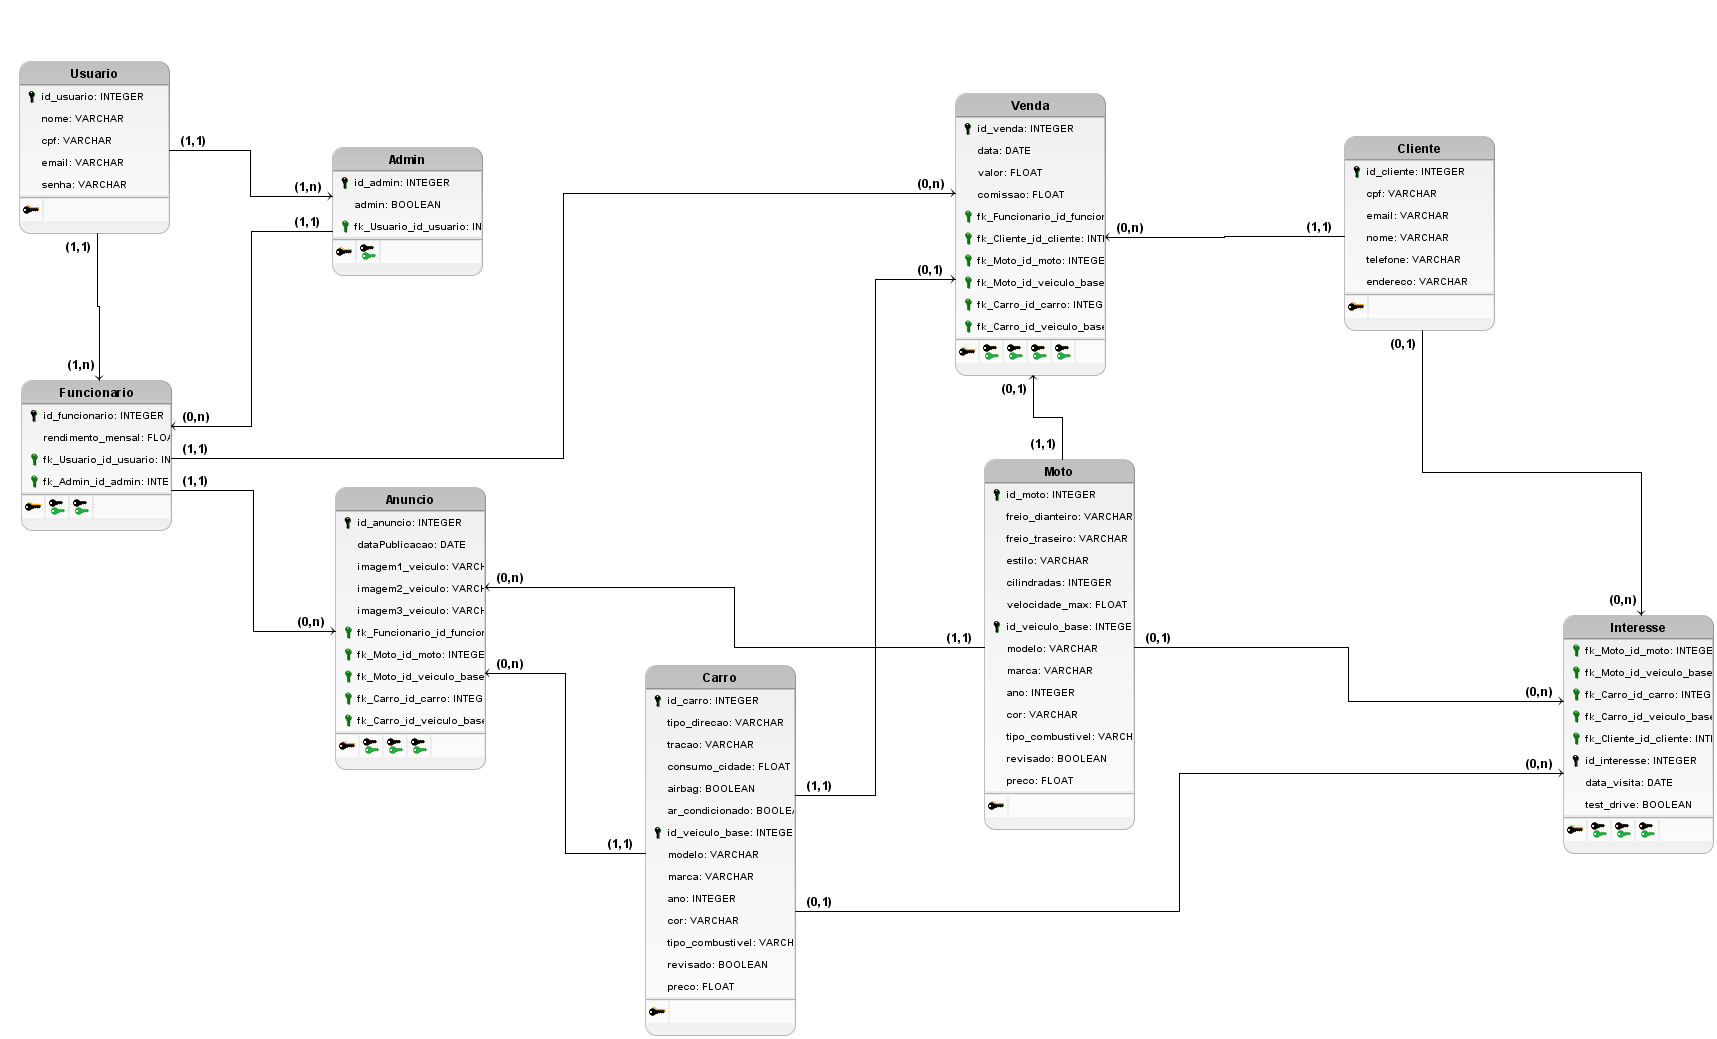 Usuario
id_usuario: INTEGER
nome: VARCHAR
cpf: VARCHAR
email: VARCHAR
senha: VARCHAR
(1,1)
(1,1)
(1,n)
Admin
id_admin: INTEGER
admin: BOOLEAN
fk_Usuario_id_usuario: IN
(1,1)
(1,n)
Funcionario
id_funcionario: INTEGER
rendimento_mensal: FLOA
fk_Usuario_id_usuario: IN
fk_Admin_id_admin: INTE
(0,n)
(1,1)
(1,1)
Anuncio
id_anuncio: INTEGER
dataPublicacao: DATE
imagem1_veiculo: VARCH
imagem2_veiculo: VARCH
imagem3_veiculo: VARCH
fk_Funcionario_id_funcior
fk_Moto_id_moto: INTEGE
fk_Moto_id_veiculo_base
fk_Carro_id_carro: INTEG
fk_Carro_id_veiculo_base
(0,n)
(0,n)
(0,n)
Carro
id_carro: INTEGER
tipo_direcao: VARCHAR
tracao: VARCHAR
consumo_cidade: FLOAT
airbag: BOOLEAN
ar_condicionado: BOOLEA
id_veiculo_base: INTEGE
modelo: VARCHAR
marca: VARCHAR
ano: INTEGER
cor: VARCHAR
tipo_combustivel: VARCH
revisado: BOOLEAN
preco: FLOAT
(1,1)
(1,1)
(0,1)
Venda
id_venda: INTEGER
data: DATE
valor: FLOAT
comissao: FLOAT
fk_Funcionario_id_funcior
fk_Cliente_id_cliente: INTI
fk_Moto_id_moto: INTEGE
fk_Moto_id_veiculo_base
fk_Carro_id_carro: INTEG
fk_Carro_id_veiculo_base
(0,n)
(0,1)
(0,n)
(0,1)
Moto
id_moto: INTEGER
freio_dianteiro: VARCHAR
freio_traseiro: VARCHAR
estilo: VARCHAR
cilindradas: INTEGER
velocidade_max: FLOAT
id_veiculo_base: INTEGE
modelo: VARCHAR
marca: VARCHAR
ano: INTEGER
cor: VARCHAR
tipo_combustivel: VARCH
revisado: BOOLEAN
preco: FLOAT
(1,1)
(1,1)
(0,1)
Cliente
id_cliente: INTEGER
cpf: VARCHAR
email: VARCHAR
nome: VARCHAR
telefone: VARCHAR
endereco: VARCHAR
(1,1)
(0,1)
Interesse
fk_Moto_id_moto: INTEGE
fk_Moto_id_veiculo_base
fk_Carro_id_carro: INTEG
fk_Carro_id_veiculo_base
fk_Cliente_id_cliente: INTI
id_interesse: INTEGER
data_visita: DATE
test_drive: BOOLEAN
(0,n)
(0,n)
(0,n)